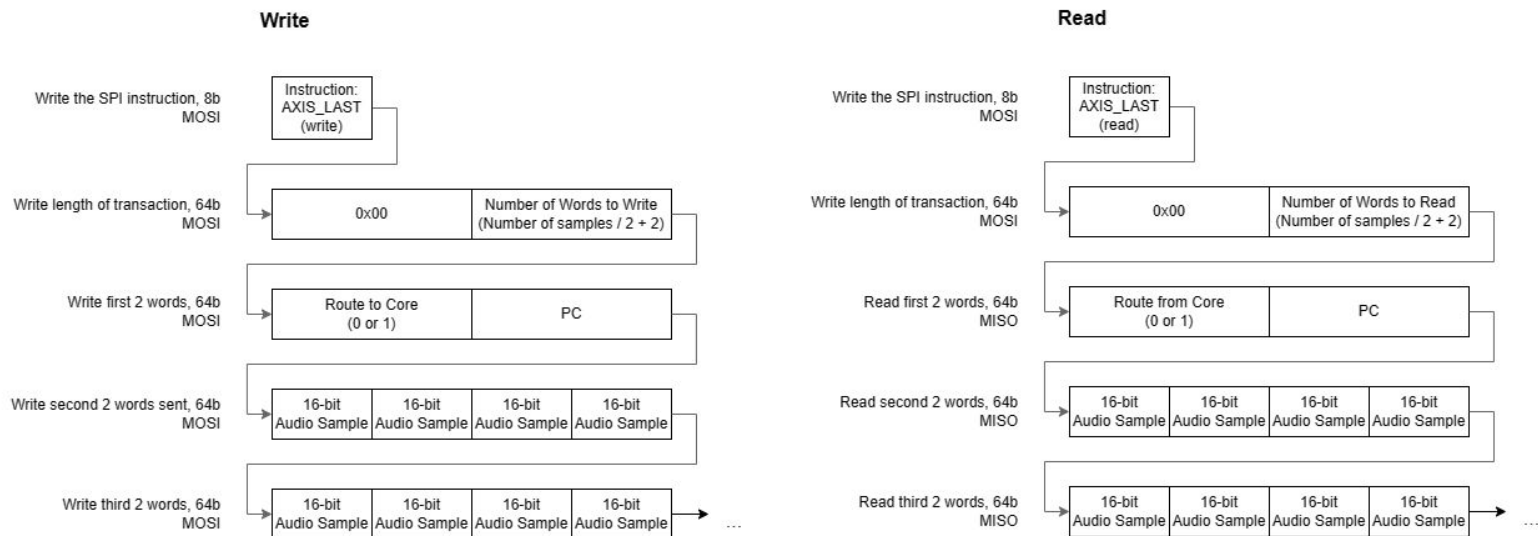 Write
Write the SPI instruction, 8b
MOSI
Instruction:
AXIS_LAST
(write)
Write length of transaction, 64b
MOSI
0x00
Number of Words to Write
(Number of samples / 2 + 2)
Write first 2 words, 64b
MOSI
Route to Core
(0 or 1)
PC
Write second 2 words sent, 64b
MOSI
16-bit
Audio Sample
16-bit
Audio Sample
16-bit
Audio Sample
16-bit
Audio Sample
Write third 2 words, 64b
MOSI
16-bit
Audio Sample
16-bit
Audio Sample
16-bit
Audio Sample
16-bit
Audio Sample
...
Read
Write the SPI instruction, 8b
MOSI
Instruction:
AXIS_LAST
(read)
Write length of transaction, 64b
MOSI
0x00
Number of Words to Read
(Number of samples / 2 + 2)
Read first 2 words, 64b
MISO
Route from Core
(0 or 1)
PC
Read second 2 words, 64b
MISO
16-bit
Audio Sample
16-bit
Audio Sample
16-bit
Audio Sample
16-bit
Audio Sample
Read third 2 words, 64b
MISO
16-bit
Audio Sample
16-bit
Audio Sample
16-bit
Audio Sample
16-bit
Audio Sample
...